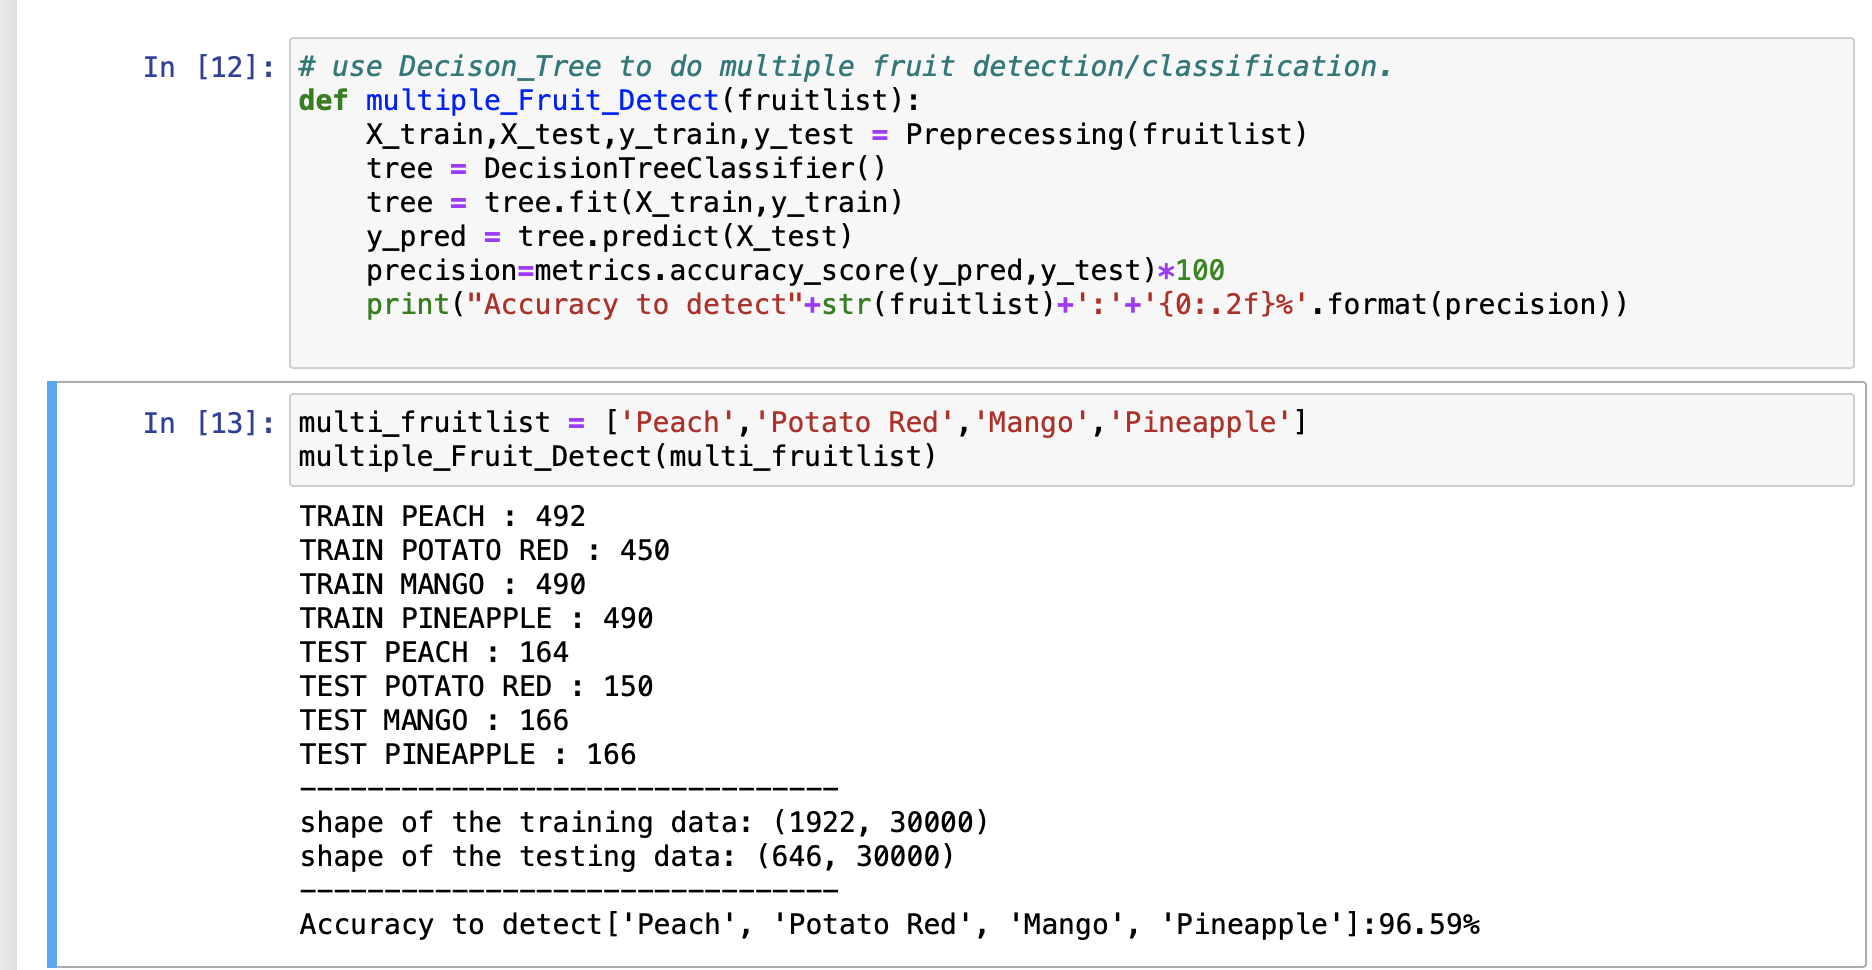 In [12]:
# use Decison_Tree to do multiple fruit detection/classification.
def multiple_Fruit_Detect(fruitlist):
    X_train,X_test,y_train,y_test = Preprecessing(fruitlist)
    tree = DecisionTreeClassifier()
    tree = tree.fit(X_train,y_train)
    y_pred = tree.predict(X_test)
    precision=metrics.accuracy_score(y_pred,y_test)*100
    print("Accuracy to detect"+str(fruitlist)+':'+'{0:.2f}%'.format(precision))
In [13]:
multi_fruitlist = ['Peach','Potato Red','Mango','Pineapple']
multiple_Fruit_Detect(multi_fruitlist)
TRAIN PEACH : 492
TRAIN POTATO RED : 450
TRAIN MANGO : 490
TRAIN PINEAPPLE : 490
TEST PEACH : 164
TEST POTATO RED : 150
TEST MANGO : 166
TEST PINEAPPLE : 166
--------------------------------
shape of the training data: (1922, 30000)
shape of the testing data: (646, 30000)
--------------------------------
Accuracy to detect['Peach', 'Potato Red', 'Mango', 'Pineapple']:96.59%